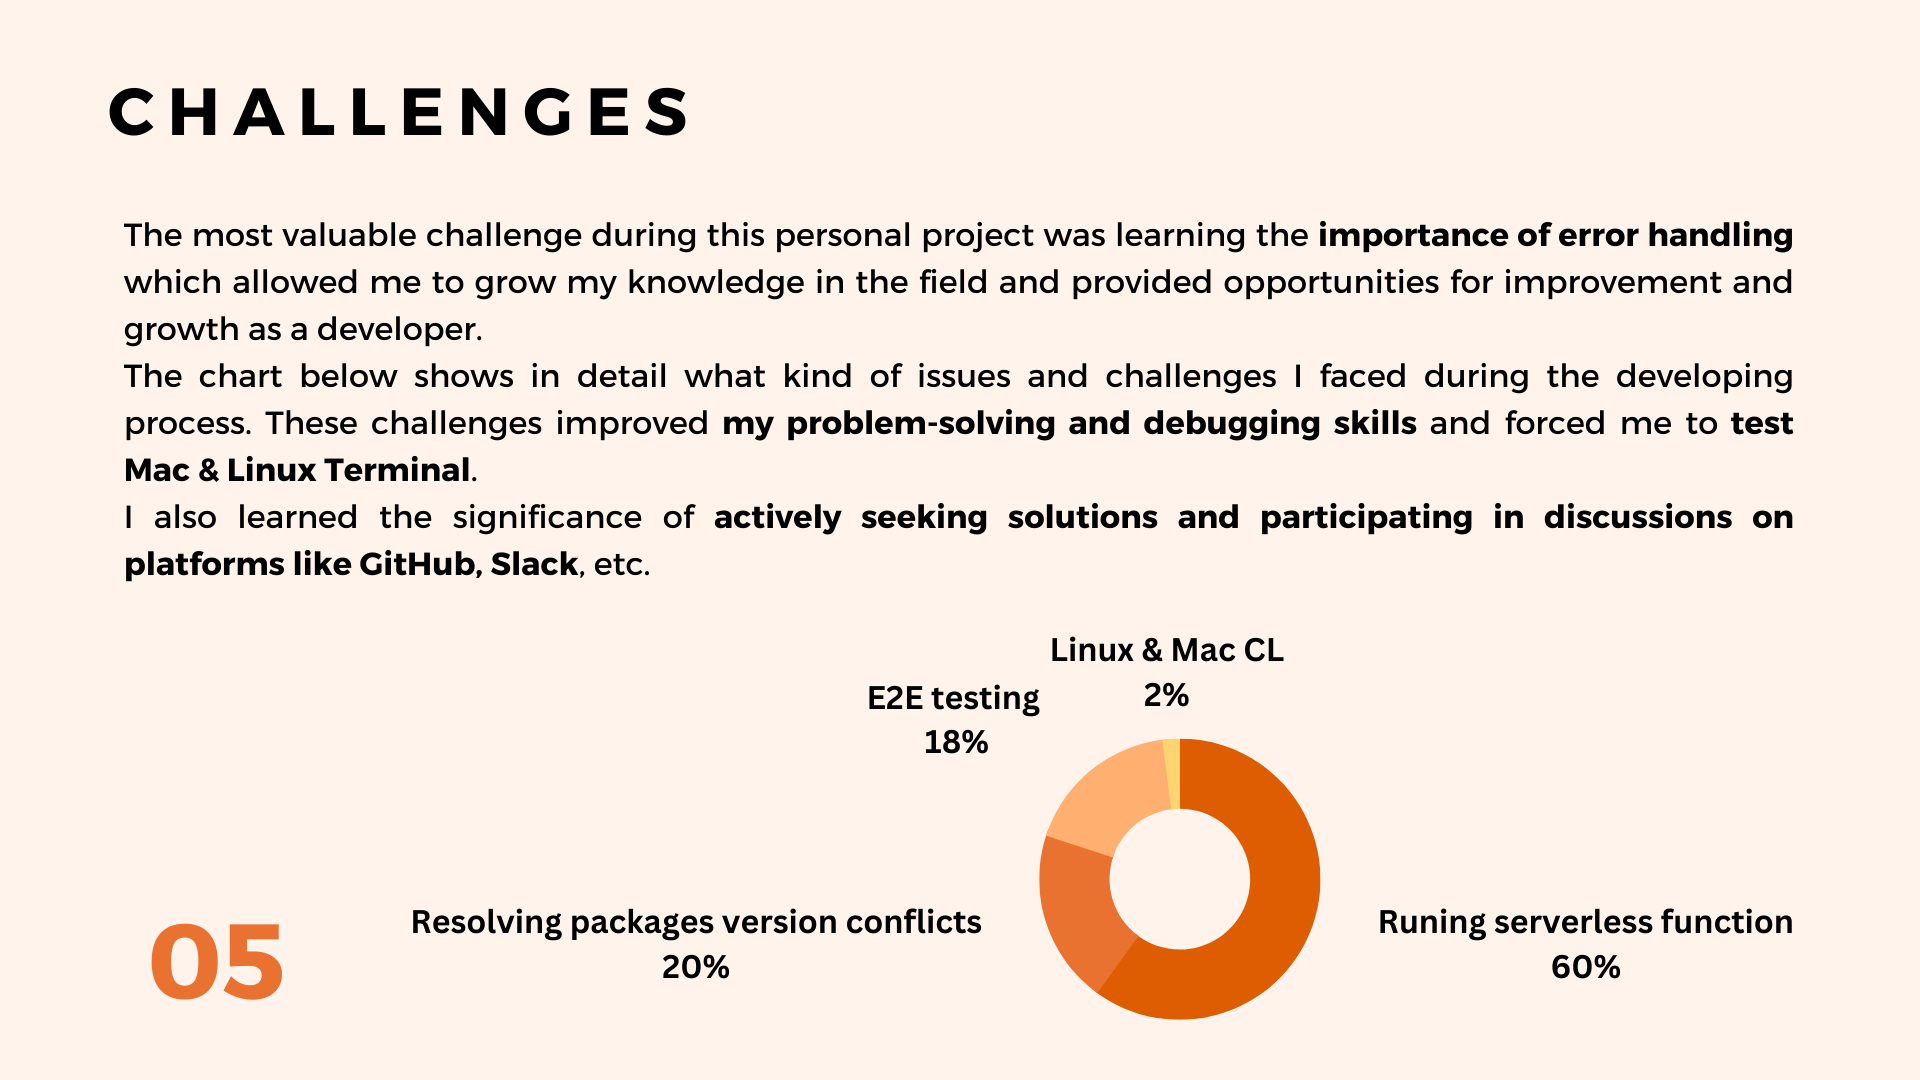 CHALLENGES
The most valuable challenge during this personal project was learning the importance of error handling
which allowed me to grow my knowledge in the field and provided opportunities for improvement and
growth as a developer.
The chart below shows in detail what kind of issues and challenges I faced during the developing
process. These challenges improved my problem-solving and debugging skills and forced me to test
Mac & Linux Terminal.
I also learned the significance of actively seeking solutions and participating in discussions on
platforms like GitHub, Slack, etc.
Linux & Mac CL
2%
E2E testing
18%
Resolving packages version conflicts
20%
Runing serverless function
60%
05